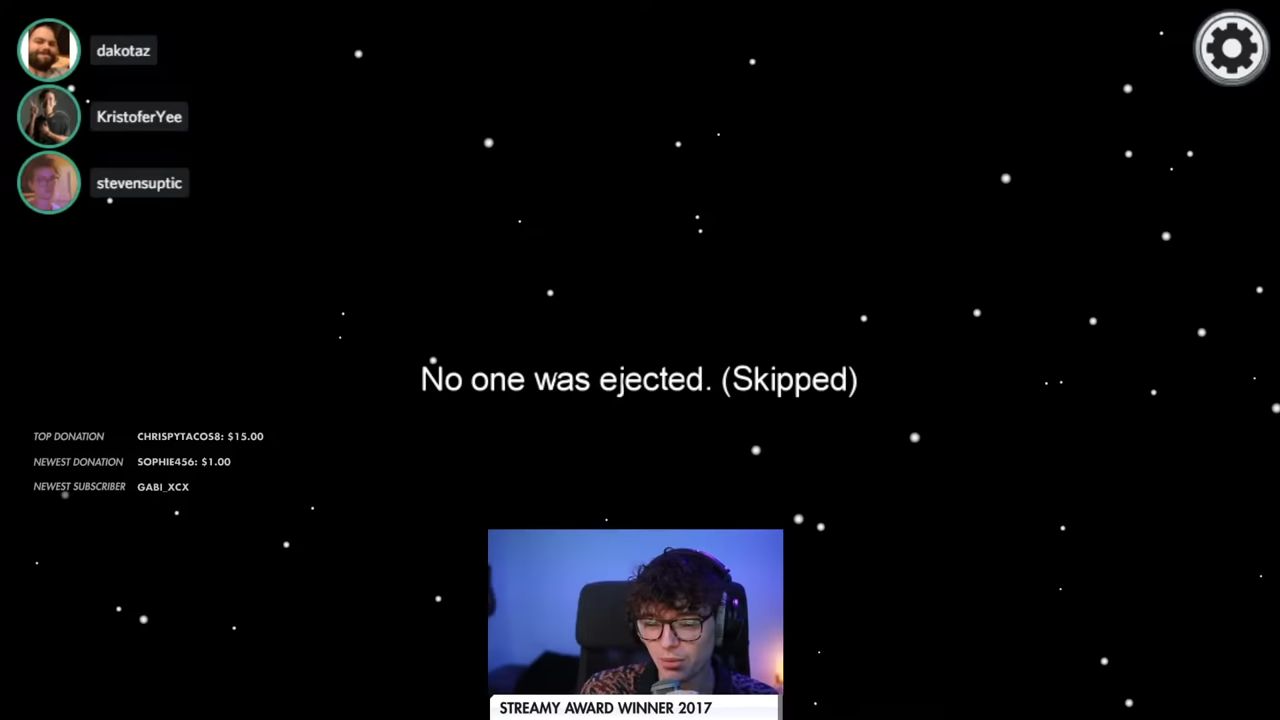 dakotaz
KristoferYee
stevensuptic
No one was ejected. (Skipped)
TOP DONATION CHRISPYTACOS8: $15.00
NEWEST DONATION SOPHIE456: $1.00
NEWEST SUBSCRIBER GABI_XCX
STREAMY AWARD WINNER 2017